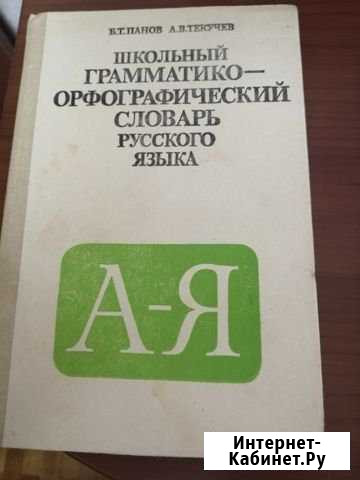 Б.Т.ПАНОВ А.В.ТЕКУЧЕВ
ШКОЛЬНЫЙ
ГРАММАТИКО—
ОРФОГРАФИЧЕСКИЙ
СЛОВАРЬ
РУССКОГО
ЯЗЫКА
А-Я
Интернет-
Кабинет.Ру